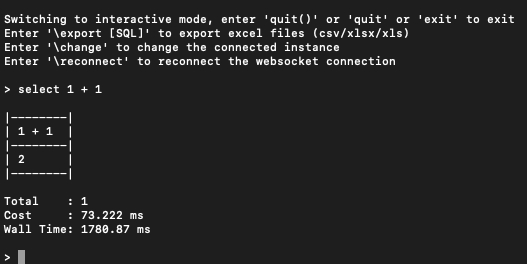 Switching to interactive mode, enter 'quit()' or 'quit' or 'exit' to exit
Enter '\export [SQL]' to export excel files (csv/xlsx/xls)
Enter '\change' to change the connected instance
Enter '\reconnect' to reconnect the websocket connection
> select 1 + 1
|--------|
| 1 + 1  |
|--------|
| 2      |
|--------|
Total    : 1
Cost     : 73.222 ms
Wall Time: 1780.87 ms
>